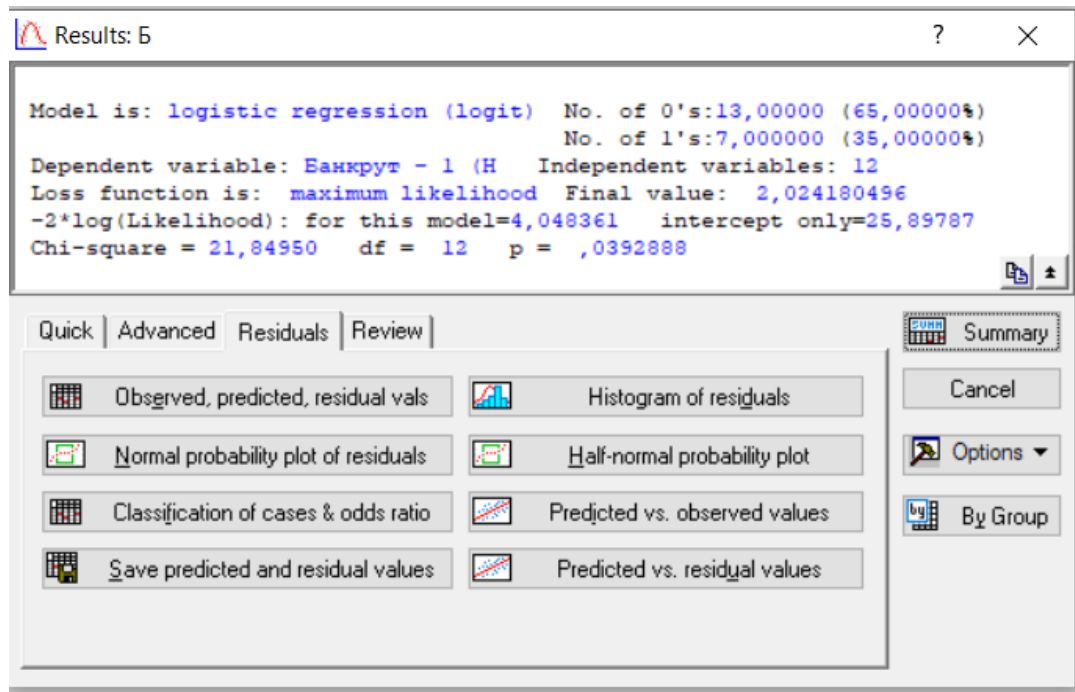 Results: Б
?
Model is: logistic regression (logit) No. of 0's:13,00000 (65,00000%)
No. of 1's:7,000000 (35,00000%)
Dependent variable: Банкрут - 1 (Н Independent variables: 12
Loss function is: maximum likelihood Final value: 2,024180496
-2*log(Likelihood): for this model=4,048361 intercept only=25,89787
Chi-square = 21,84950 df = 12 p = ,0392888
Quick Advanced Residuals Review
SUMM Summary
Observed, predicted, residual vals Histogram of residuals
Cancel
Normal probability plot of residuals Half-normal probability plot
Options
Classification of cases & odds ratio Predicted vs. observed values
by By Group
Save predicted and residual values Predicted vs. residual values